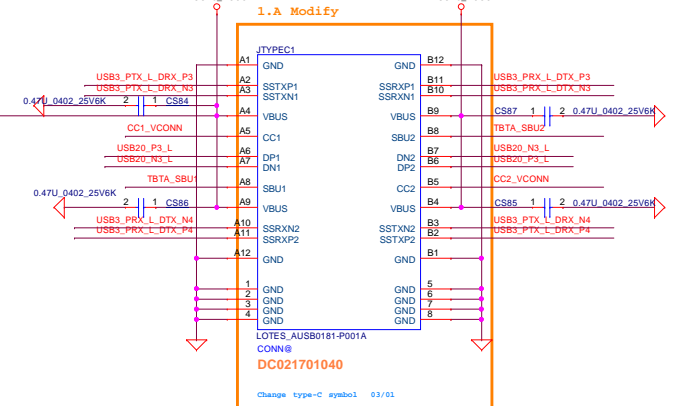 1.A Modify
JTYPEC1
A1 GND GND B12
USB3_PTX_L_DRX_P3 A2 SSTXP1 SSRXP1 B11 USB3_PRX_L_DTX_P3
USB3_PTX_L_DRX_N3 A3 SSTXN1 SSRXN1 B10 USB3_PRX_L_DTX_N3
0.47U_0402_25V6K 2 1 CS84 A4 VBUS VBUS B9 CS87 1 2 0.47U_0402_25V6K
CC1_VCONN A5 CC1 SBU2 B8 TBTA_SBU2
USB20_P3_L A6 DP1 DN2 B7 USB20_N3_L
USB20_N3_L A7 DN1 DP2 B6 USB20_P3_L
TBTA_SBU1 A8 SBU1 CC2 B5 CC2_VCONN
0.47U_0402_25V6K 2 1 CS86 A9 VBUS VBUS B4 CS85 1 2 0.47U_0402_25V6K
USB3_PRX_L_DTX_N4 A10 SSRXN2 SSTXN2 B3 USB3_PTX_L_DRX_N4
USB3_PRX_L_DTX_P4 A11 SSRXP2 SSTXP2 B2 USB3_PTX_L_DRX_P4
A12 GND GND B1
1 GND GND 5
2 GND GND 6
3 GND GND 7
4 GND GND 8
LOTES_AUSB0181-P001A
CONN@
DC021701040
Change type-C symbol 03/01